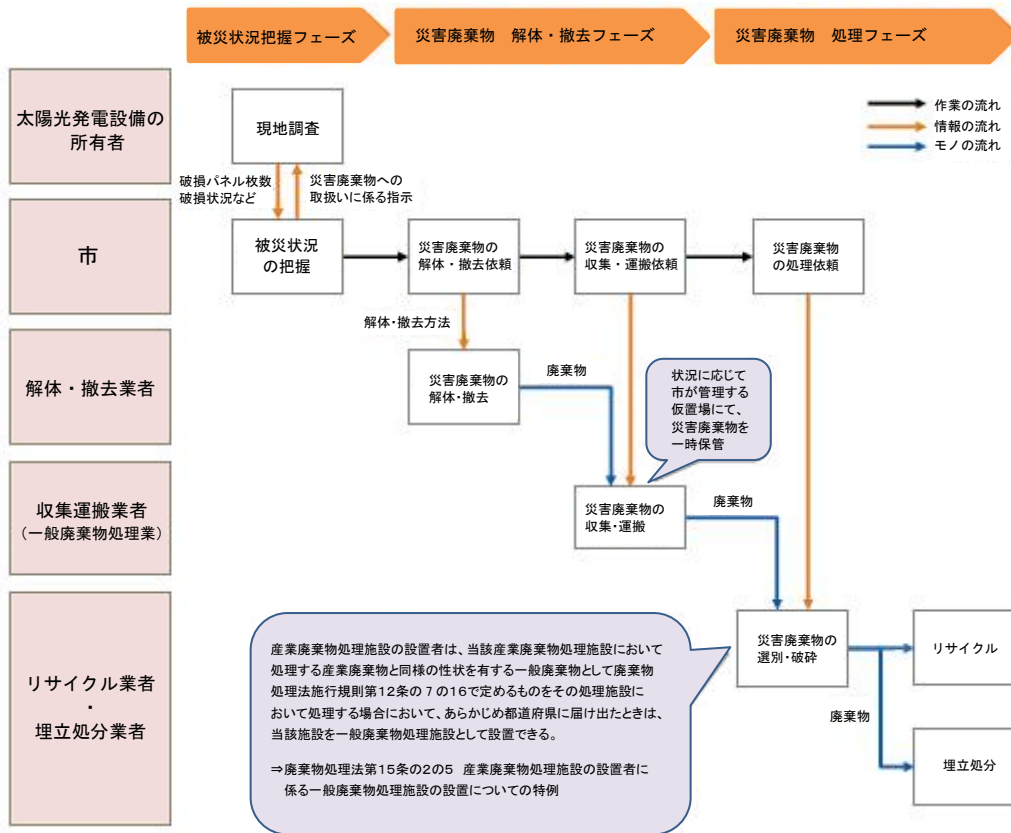 被災状況把握フェーズ
災害廃棄物　解体・撤去フェーズ
災害廃棄物　処理フェーズ
太陽光発電設備の
所有者
現地調査
作業の流れ
情報の流れ
モノの流れ
破損パネル枚数
破損状況など
災害廃棄物への
取扱いに係る指示
市
被災状況
の把握
災害廃棄物の
解体・撤去依頼
災害廃棄物の
収集・運搬依頼
災害廃棄物
の処理依頼
解体・撤去方法
解体・撤去業者
災害廃棄物の
解体・撤去
廃棄物
状況に応じて
市が管理する
仮置場にて、
災害廃棄物を
一時保管
収集運搬業者
（一般廃棄物処理業）
災害廃棄物の
収集・運搬
廃棄物
リサイクル業者
・
埋立処分業者
産業廃棄物処理施設の設置者は、当該産業廃棄物処理施設において
処理する産業廃棄物と同様の性状を有する一般廃棄物として廃棄物
処理法施行規則第12条の７の16で定めるものをその処理施設に
おいて処理する場合において、あらかじめ都道府県に届け出たときは、
当該施設を一般廃棄物処理施設として設置できる。
⇒廃棄物処理法第15条の2の5 産業廃棄物処理施設の設置者に
係る一般廃棄物処理施設の設置についての特例
災害廃棄物の
選別・破砕
リサイクル
廃棄物
埋立処分